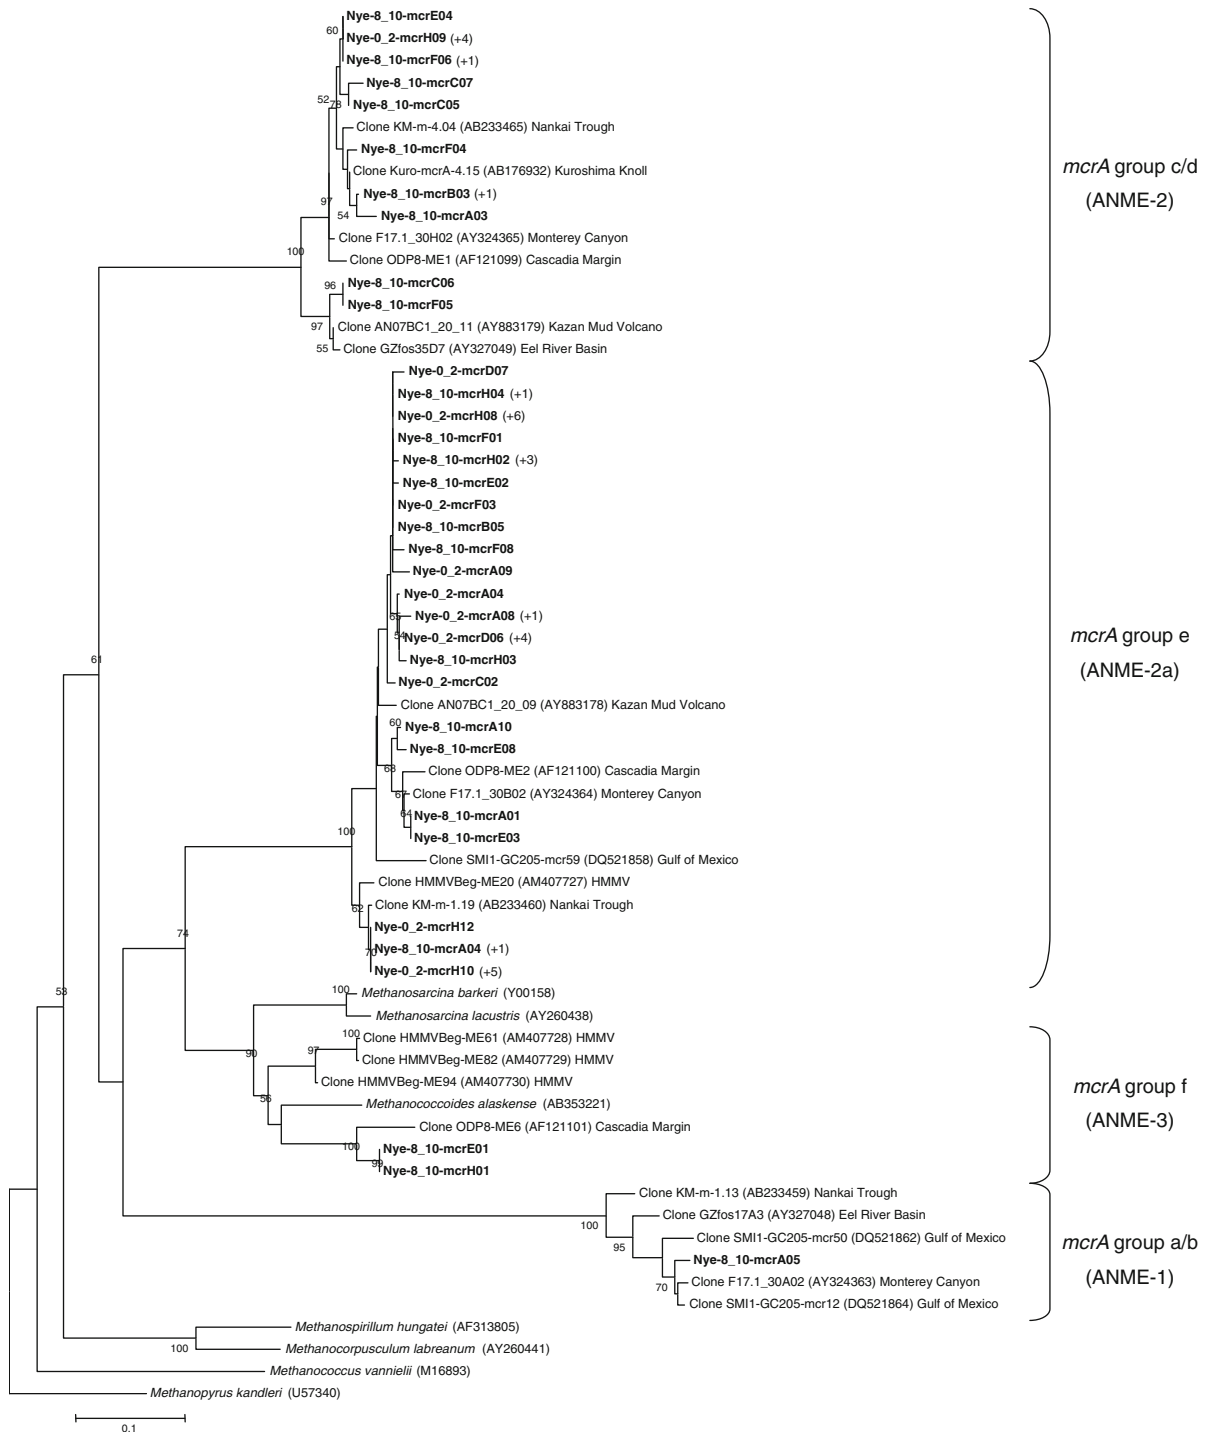 Nye-8_10-mcrE04
60
Nye-0_2-mcrH09 (+4)
Nye-8_10-mcrF06 (+1)
Nye-8_10-mcrC07
52
78
Nye-8_10-mcrC05
Clone KM-m-4.04 (AB233465) Nankai Trough
Nye-8_10-mcrF04
mcrA group c/d
(ANME-2)
Clone Kuro-mcrA-4.15 (AB176932) Kuroshima Knoll
Nye-8_10-mcrB03 (+1)
97
54
Nye-8_10-mcrA03
Clone F17.1_30H02 (AY324365) Monterey Canyon
100
Clone ODP8-ME1 (AF121099) Cascadia Margin
96
Nye-8_10-mcrC06
Nye-8_10-mcrF05
97
Clone AN07BC1_20_11 (AY883179) Kazan Mud Volcano
55
Clone GZfos35D7 (AY327049) Eel River Basin
Nye-0_2-mcrD07
Nye-8_10-mcrH04 (+1)
Nye-0_2-mcrH08 (+6)
Nye-8_10-mcrF01
Nye-8_10-mcrH02 (+3)
Nye-8_10-mcrE02
Nye-0_2-mcrF03
Nye-8_10-mcrB05
Nye-8_10-mcrF08
Nye-0_2-mcrA09
Nye-0_2-mcrA04
65
Nye-0_2-mcrA08 (+1)
54
Nye-0_2-mcrD06 (+4)
mcrA group e
(ANME-2a)
61
Nye-8_10-mcrH03
Nye-0_2-mcrC02
Clone AN07BC1_20_09 (AY883178) Kazan Mud Volcano
60
Nye-8_10-mcrA10
Nye-8_10-mcrE08
68
Clone ODP8-ME2 (AF121100) Cascadia Margin
67
Clone F17.1_30B02 (AY324364) Monterey Canyon
64
Nye-8_10-mcrA01
100
Nye-8_10-mcrE03
Clone SMI1-GC205-mcr59 (DQ521858) Gulf of Mexico
Clone HMMVBeg-ME20 (AM407727) HMMV
62
Clone KM-m-1.19 (AB233460) Nankai Trough
74
Nye-0_2-mcrH12
70
Nye-8_10-mcrA04 (+1)
Nye-0_2-mcrH10 (+5)
53
100
Methanosarcina barkeri (Y00158)
Methanosarcina lacustris (AY260438)
100
Clone HMMVBeg-ME61 (AM407728) HMMV
90
97
Clone HMMVBeg-ME82 (AM407729) HMMV
Clone HMMVBeg-ME94 (AM407730) HMMV
56
Methanococcoides alaskense (AB353221)
mcrA group f
(ANME-3)
Clone ODP8-ME6 (AF121101) Cascadia Margin
100
Nye-8_10-mcrE01
99
Nye-8_10-mcrH01
Clone KM-m-1.13 (AB233459) Nankai Trough
100
Clone GZfos17A3 (AY327048) Eel River Basin
95
Clone SMI1-GC205-mcr50 (DQ521862) Gulf of Mexico
Nye-8_10-mcrA05
mcrA group a/b
(ANME-1)
70
Clone F17.1_30A02 (AY324363) Monterey Canyon
Clone SMI1-GC205-mcr12 (DQ521864) Gulf of Mexico
Methanospirillum hungatei (AF313805)
100
Methanocorpusculum labreanum (AY260441)
Methanococcus vannielii (M16893)
Methanopyrus kandleri (U57340)
0.1